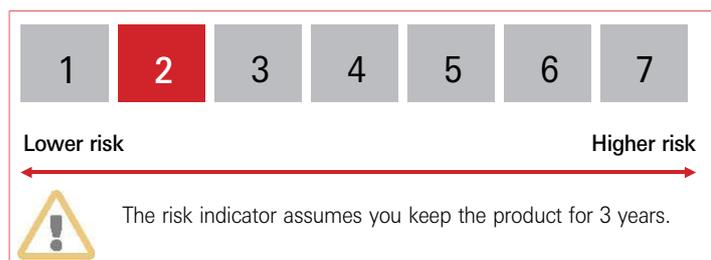 1 2 3 4 5 6 7
Lower risk Higher risk
The risk indicator assumes you keep the product for 3 years.